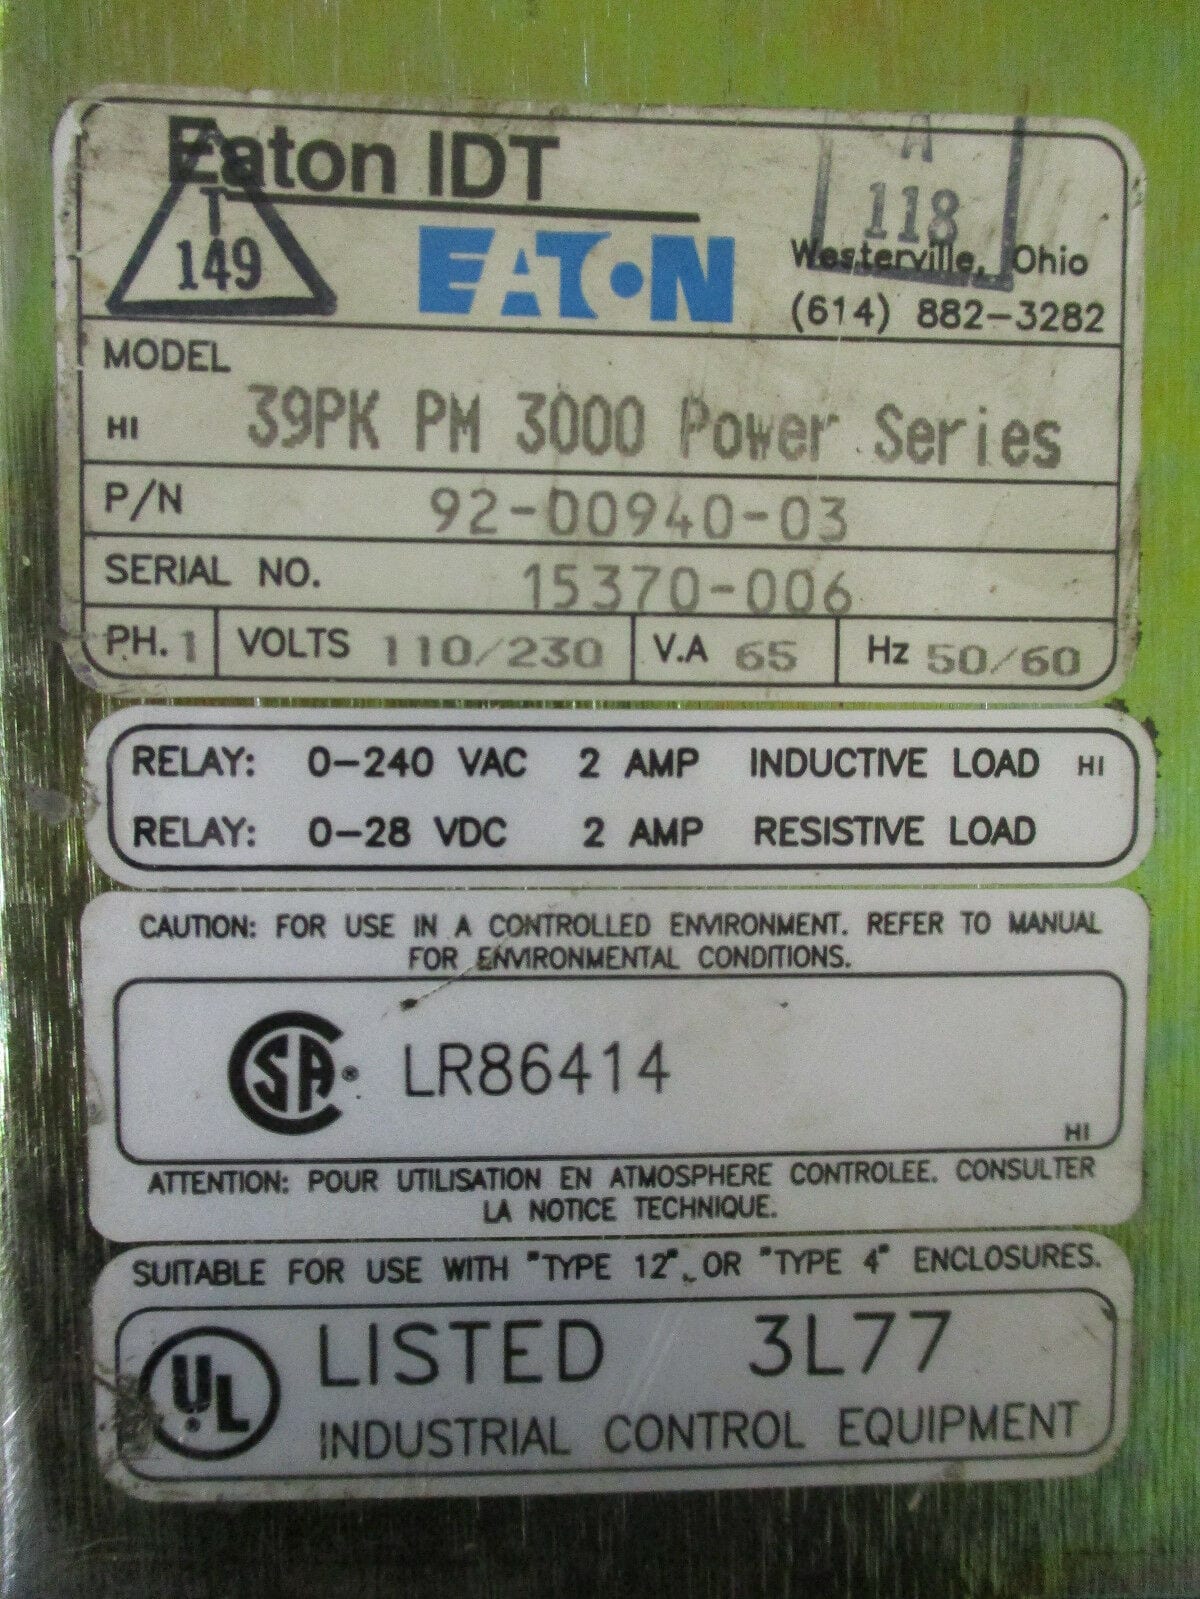 Eaton IDT
A
T
149
EATON
A
118
Westerville, Ohio
(614) 882-3282
MODEL
HI 39PK PM 3000 Power Series
P/N 92-00940-03
SERIAL NO. 15370-006
PH. 1 VOLTS 110/230 V.A 65 Hz 50/60
RELAY: 0-240 VAC 2 AMP INDUCTIVE LOAD HI
RELAY: 0-28 VDC 2 AMP RESISTIVE LOAD
CAUTION: FOR USE IN A CONTROLLED ENVIRONMENT. REFER TO MANUAL
FOR ENVIRONMENTAL CONDITIONS.
SA ® LR86414
HI
ATTENTION: POUR UTILISATION EN ATMOSPHERE CONTROLEE. CONSULTER
LA NOTICE TECHNIQUE.
SUITABLE FOR USE WITH "TYPE 12", OR "TYPE 4" ENCLOSURES.
UL ® LISTED 3L77
INDUSTRIAL CONTROL EQUIPMENT